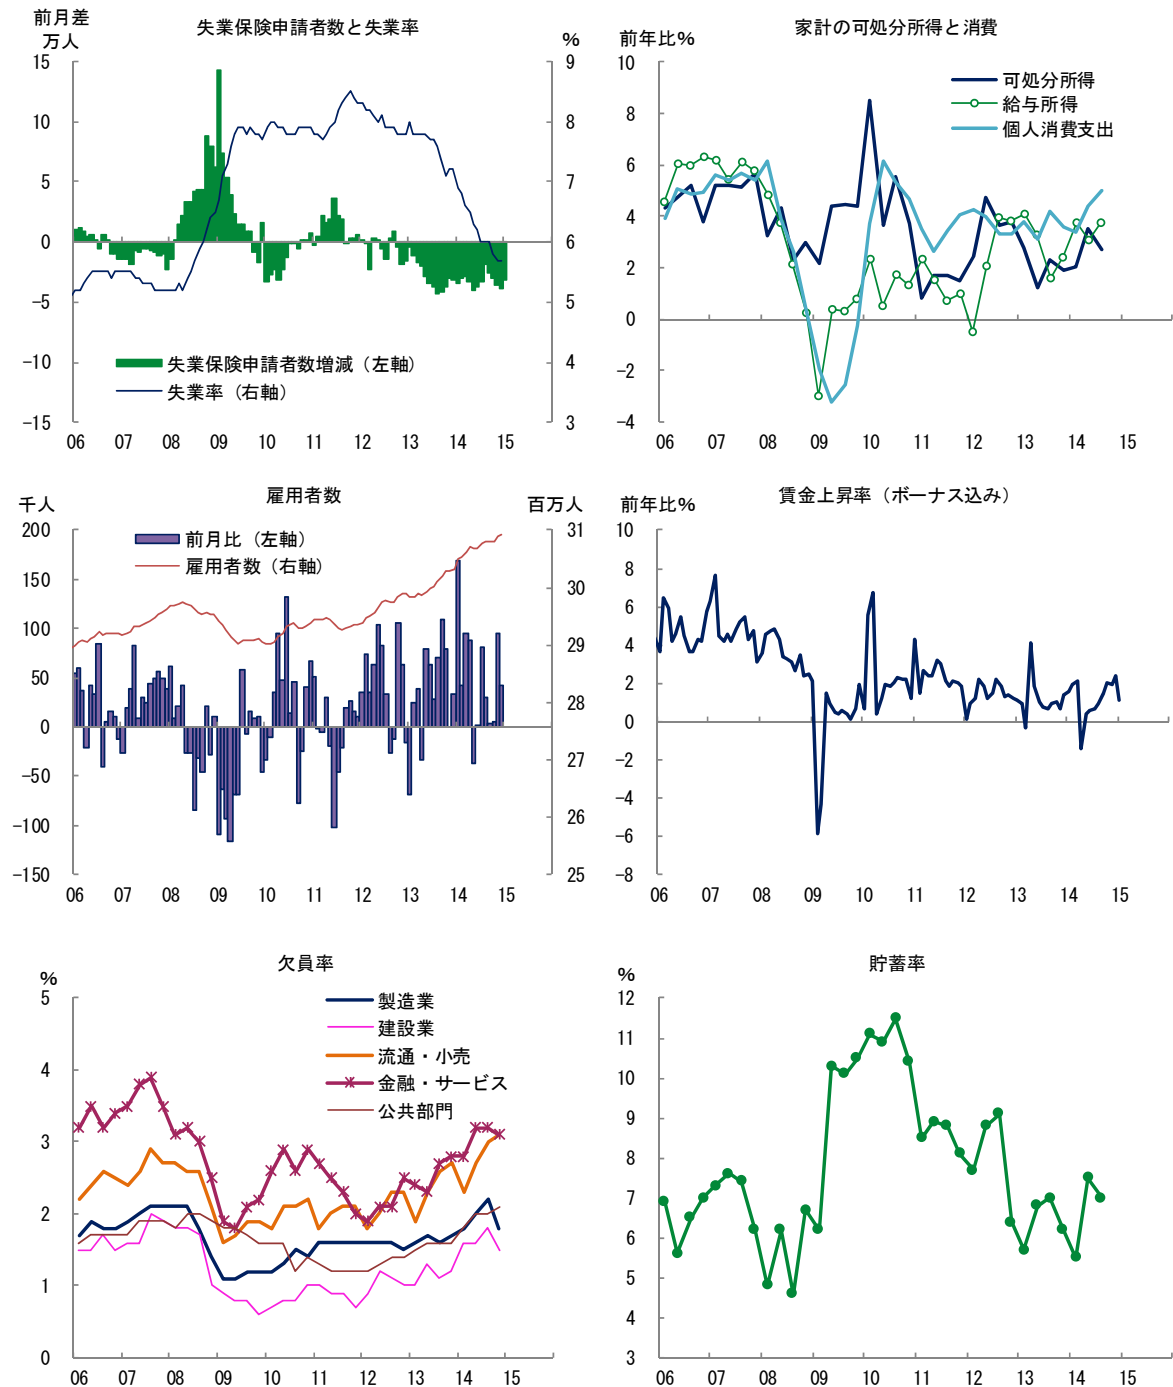 失業保険申請者数と失業率
前月差
万人
%
15
10
5
0
-5
-10
-15
9
8
7
6
5
4
3
失業保険申請者数増減（左軸）
失業率（右軸）
06 07 08 09 10 11 12 13 14 15
家計の可処分所得と消費
前年比%
10
8
6
4
2
0
-2
-4
可処分所得
給与所得
個人消費支出
06 07 08 09 10 11 12 13 14 15
雇用者数
千人
百万人
200
150
100
50
0
-50
-100
-150
31
30
29
28
27
26
25
前月比（左軸）
雇用者数（右軸）
06 07 08 09 10 11 12 13 14 15
賃金上昇率（ボーナス込み）
前年比%
10
8
6
4
2
0
-2
-4
-6
-8
06 07 08 09 10 11 12 13 14 15
欠員率
%
5
4
3
2
1
0
製造業
建設業
流通・小売
金融・サービス
公共部門
06 07 08 09 10 11 12 13 14 15
貯蓄率
%
12
11
10
9
8
7
6
5
4
3
06 07 08 09 10 11 12 13 14 15